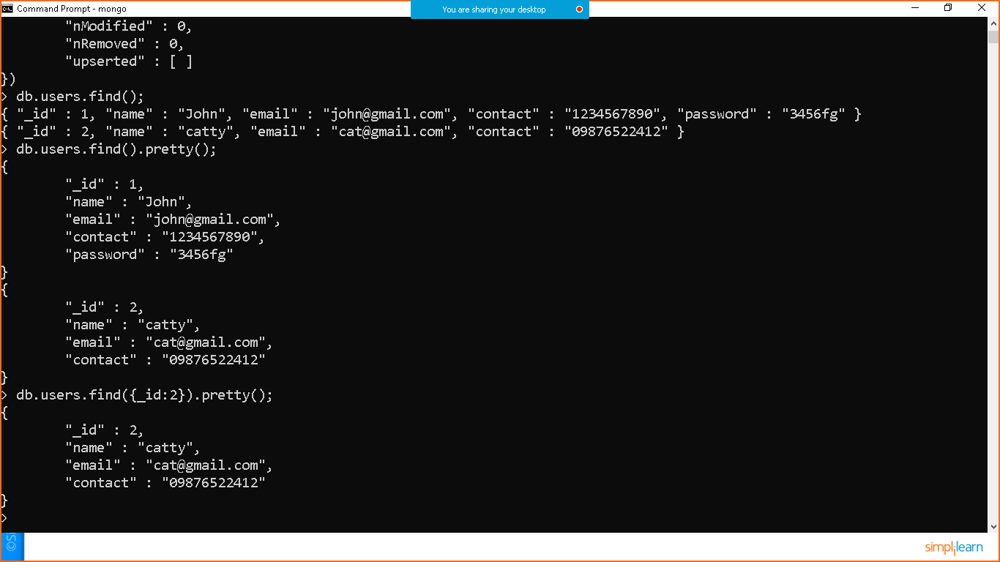 Command Prompt - mongo
You are sharing your desktop
"nModified" : 0,
"nRemoved" : 0,
"upserted" : [ ]
})
> db.users.find();
{ "_id" : 1, "name" : "John", "email" : "john@gmail.com", "contact" : "1234567890", "password" : "3456fg" }
{ "_id" : 2, "name" : "catty", "email" : "cat@gmail.com", "contact" : "09876522412" }
> db.users.find().pretty();
{
"_id" : 1,
"name" : "John",
"email" : "john@gmail.com",
"contact" : "1234567890",
"password" : "3456fg"
}
{
"_id" : 2,
"name" : "catty",
"email" : "cat@gmail.com",
"contact" : "09876522412"
}
> db.users.find({_id:2}).pretty();
{
"_id" : 2,
"name" : "catty",
"email" : "cat@gmail.com",
"contact" : "09876522412"
}
>
simplilearn